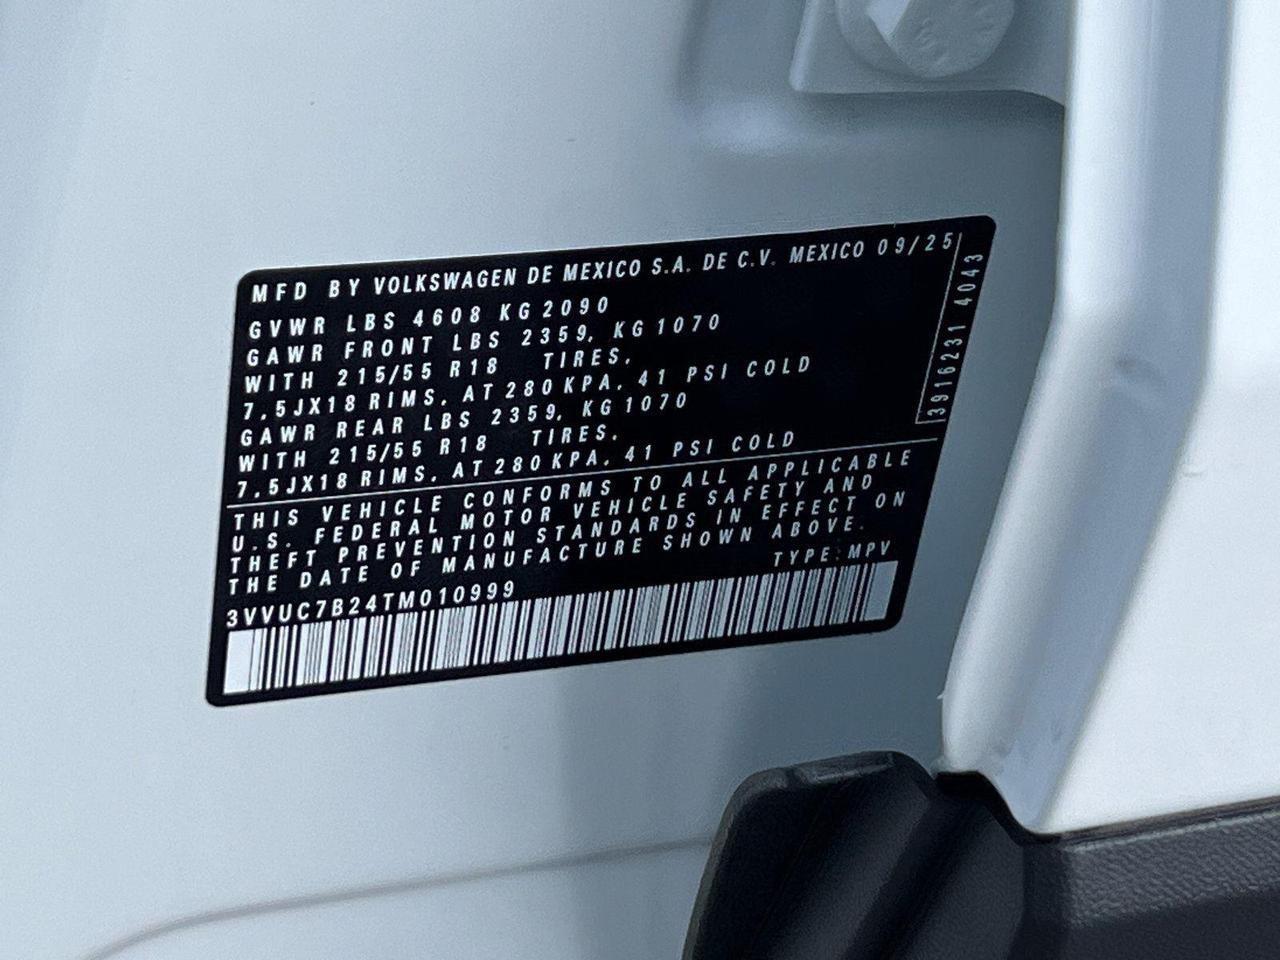 MFD BY VOLKSWAGEN DE MEXICO S.A. DE C.V. MEXICO 09/25
GVWR LBS 4608 KG 2090
GAWR FRONT LBS 2359, KG 1070
WITH 215/55 R18 TIRES.
7,5JX18 RIMS, AT 280 KPA, 41 PSI COLD
GAWR REAR LBS 2359, KG 1070
WITH 215/55 R18 TIRES.
7,5JX18 RIMS, AT 280 KPA, 41 PSI COLD
THIS VEHICLE CONFORMS TO ALL APPLICABLE
U.S. FEDERAL MOTOR VEHICLE SAFETY AND
THEFT PREVENTION STANDARDS IN EFFECT ON
THE DATE OF MANUFACTURE SHOWN ABOVE.
TYPE:MPV
3VVUC7B24TM010999
3916231 4043